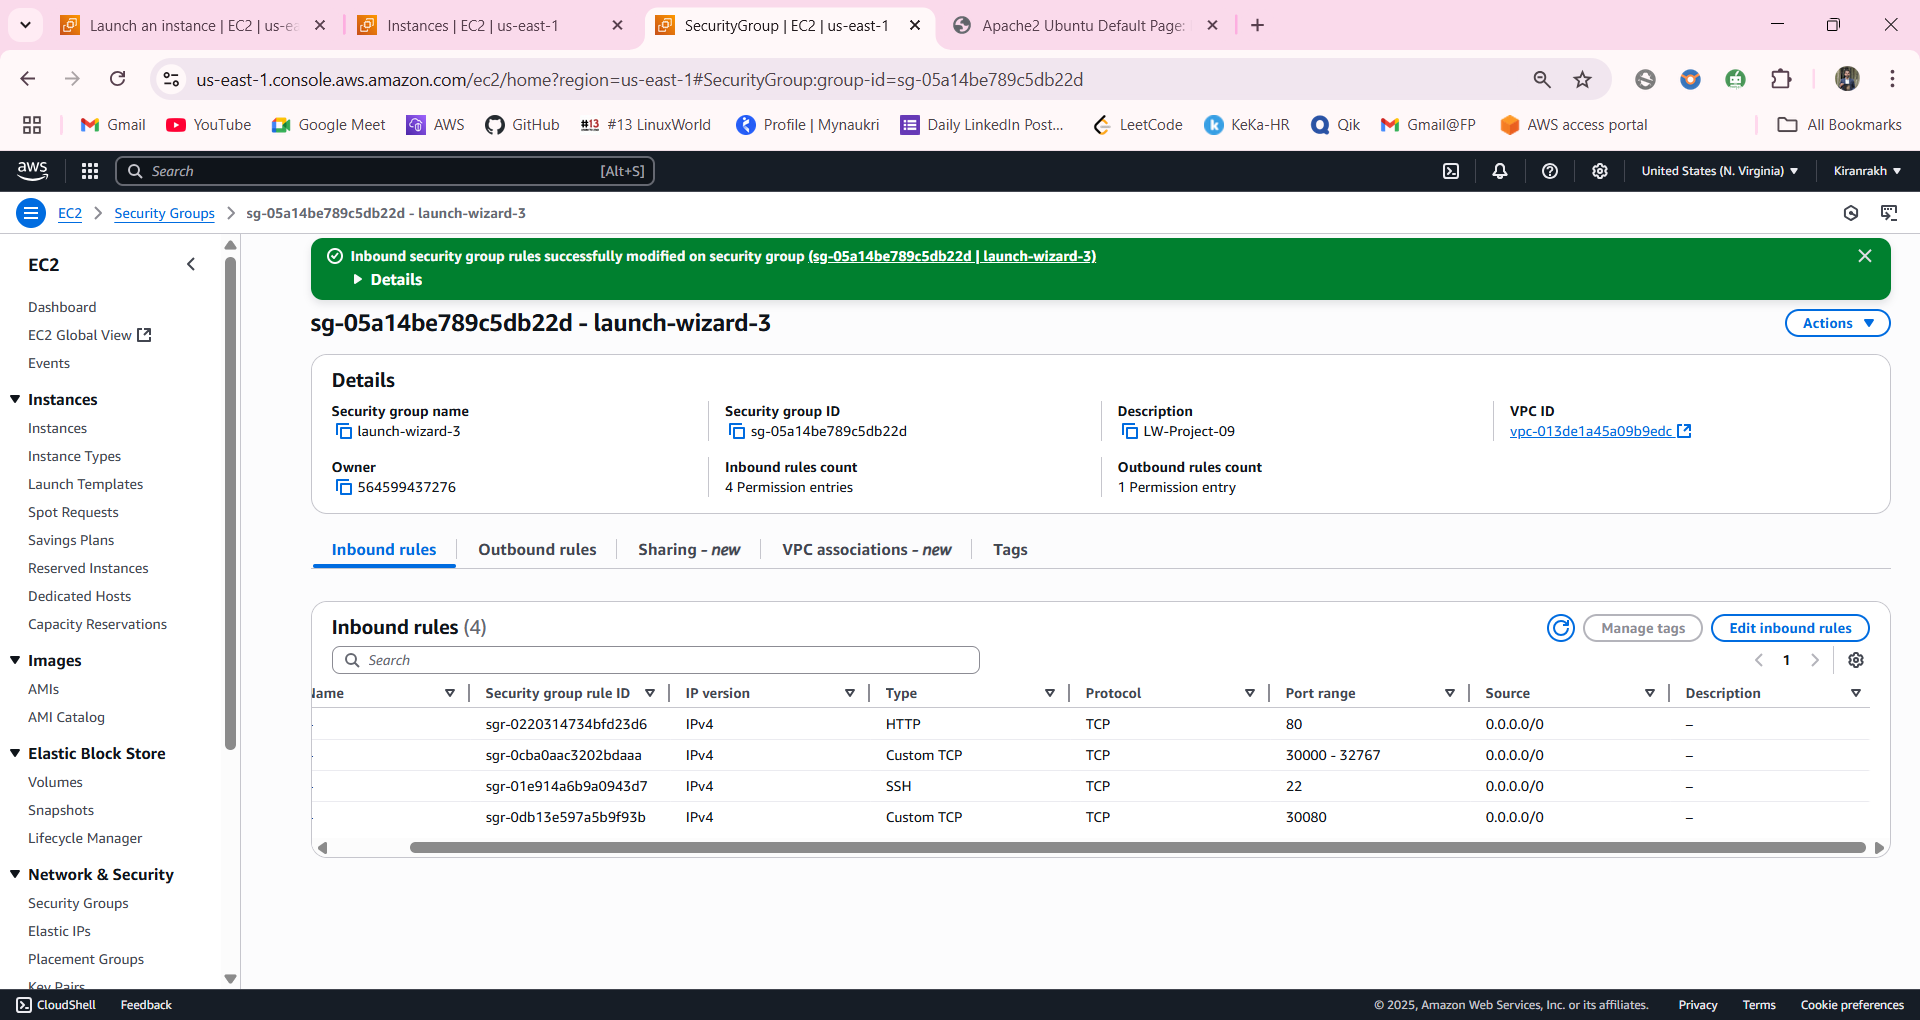 Launch an instance | EC2 | us-ea
Instances | EC2 | us-east-1
SecurityGroup | EC2 | us-east-1
Apache2 Ubuntu Default Page:
us-east-1.console.aws.amazon.com/ec2/home?region=us-east-1#SecurityGroup:group-id=sg-05a14be789c5db22d
Gmail YouTube Google Meet AWS GitHub #13 #13 LinuxWorld Profile | Mynaukri Daily LinkedIn Post... LeetCode KeKa-HR Qik Gmail@FP AWS access portal All Bookmarks
aws Search [Alt+S] United States (N. Virginia) Kiranrakh
EC2 Security Groups sg-05a14be789c5db22d - launch-wizard-3
EC2
Dashboard
EC2 Global View
Events
Instances
Instances
Instance Types
Launch Templates
Spot Requests
Savings Plans
Reserved Instances
Dedicated Hosts
Capacity Reservations
Images
AMIs
AMI Catalog
Elastic Block Store
Volumes
Snapshots
Lifecycle Manager
Network & Security
Security Groups
Elastic IPs
Placement Groups
Key Pairs
Inbound security group rules successfully modified on security group (sg-05a14be789c5db22d | launch-wizard-3)
Details
sg-05a14be789c5db22d - launch-wizard-3
Actions
Details
Security group name
launch-wizard-3
Security group ID
sg-05a14be789c5db22d
Description
LW-Project-09
VPC ID
vpc-013de1a45a09b9edc
Owner
564599437276
Inbound rules count
4 Permission entries
Outbound rules count
1 Permission entry
Inbound rules Outbound rules Sharing - new VPC associations - new Tags
Inbound rules (4)
Manage tags
Edit inbound rules
Search
1
Name Security group rule ID IP version Type Protocol Port range Source Description
- sgr-0220314734bfd23d6 IPv4 HTTP TCP 80 0.0.0.0/0 –
- sgr-0cba0aac3202bdaaa IPv4 Custom TCP TCP 30000 - 32767 0.0.0.0/0 –
- sgr-01e914a6b9a0943d7 IPv4 SSH TCP 22 0.0.0.0/0 –
- sgr-0db13e597a5b9f93b IPv4 Custom TCP TCP 30080 0.0.0.0/0 –
CloudShell Feedback © 2025, Amazon Web Services, Inc. or its affiliates. Privacy Terms Cookie preferences